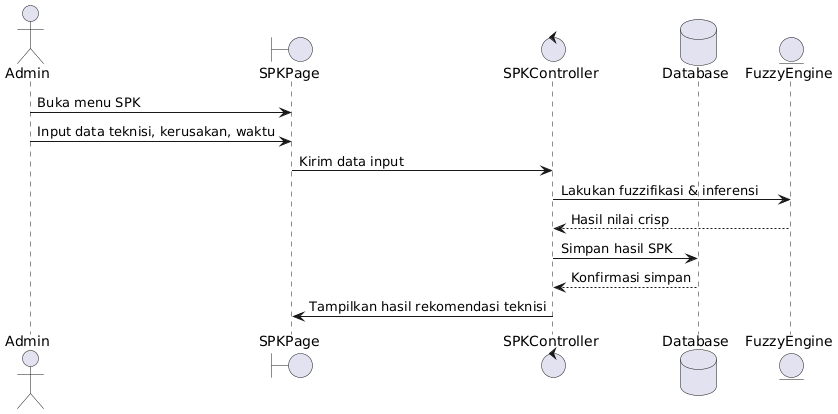 Admin
SPKPage
SPKController
Database
FuzzyEngine
Buka menu SPK
Input data teknisi, kerusakan, waktu
Kirim data input
Lakukan fuzzifikasi & inferensi
Hasil nilai crisp
Simpan hasil SPK
Konfirmasi simpan
Tampilkan hasil rekomendasi teknisi
Admin
SPKPage
SPKController
Database
FuzzyEngine